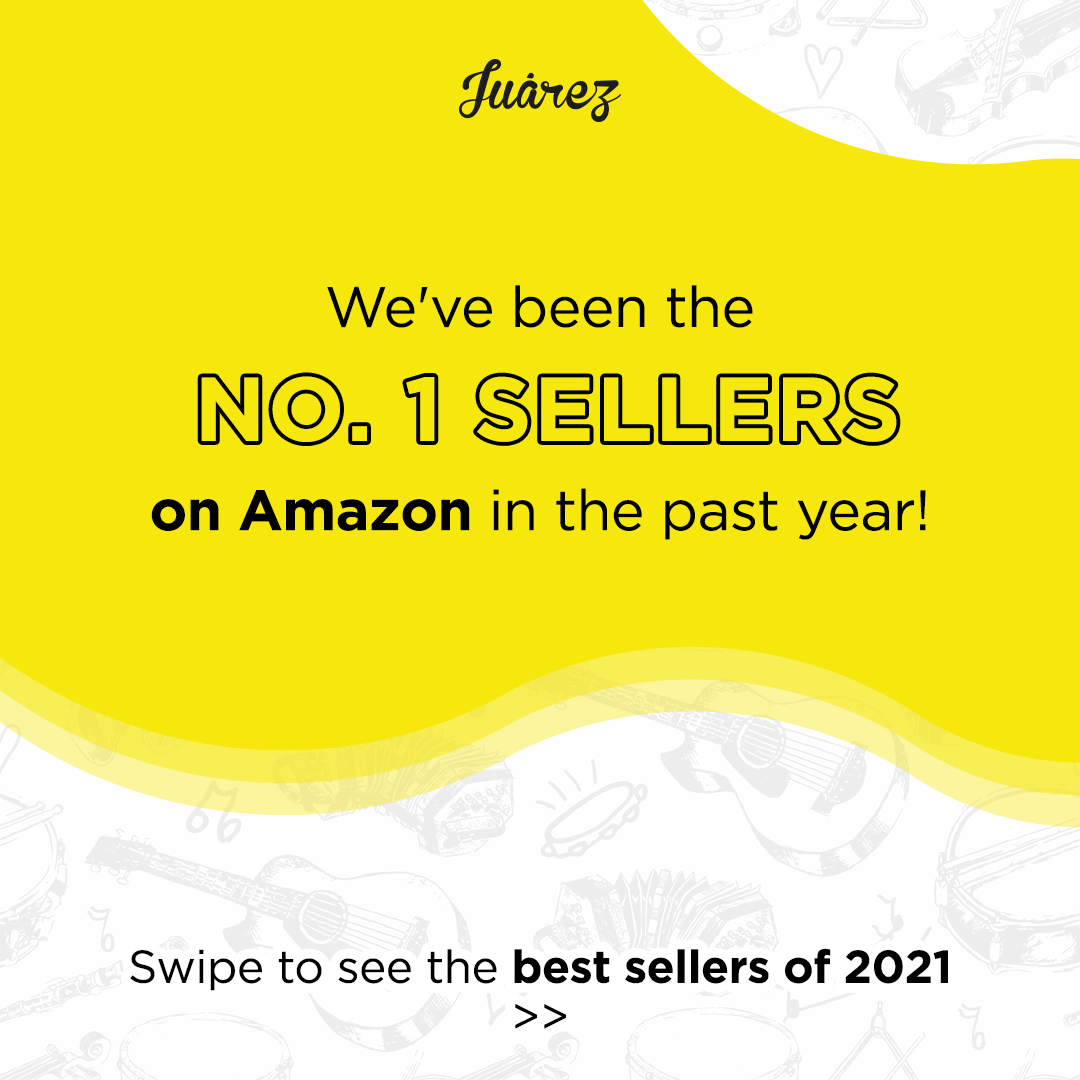 Juárez
We've been the
NO. 1 SELLERS
on Amazon in the past year!
Swipe to see the best sellers of 2021
>>